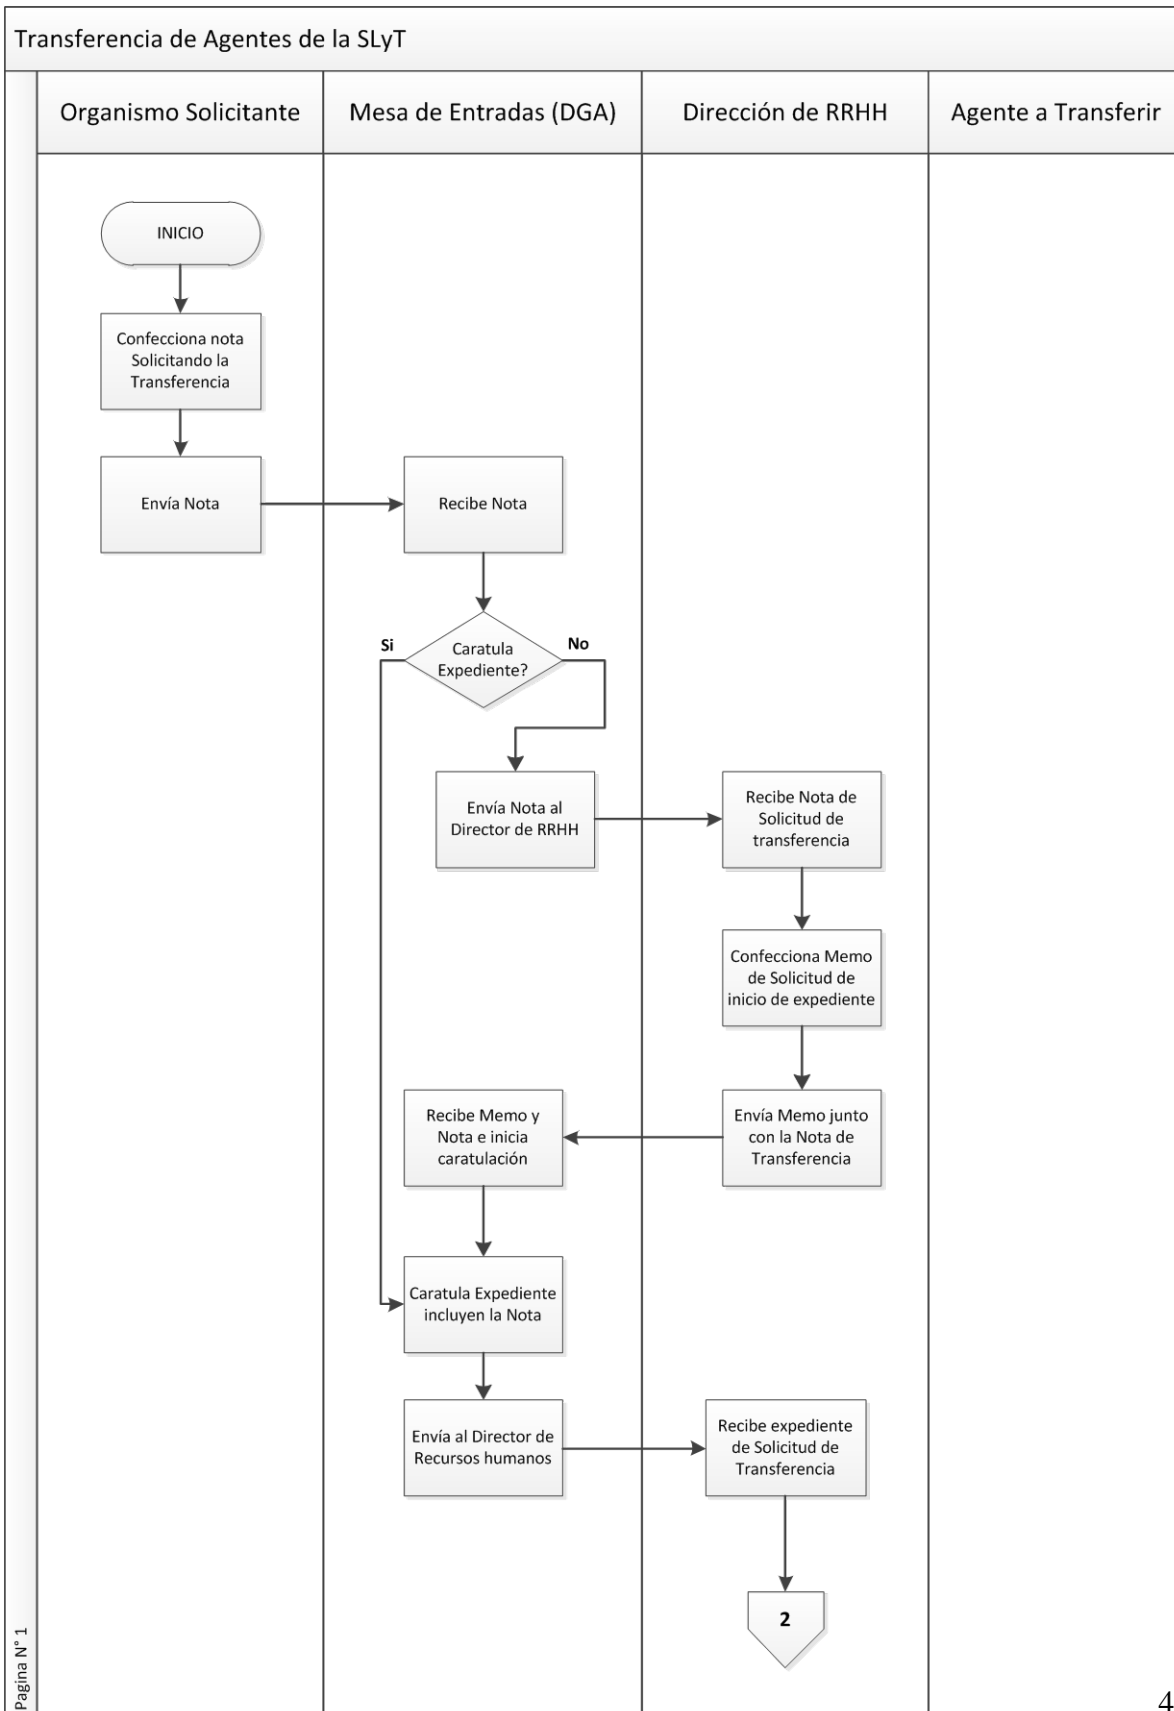 Transferencia de Agentes de la SLyT
Organismo Solicitante
Mesa de Entradas (DGA)
Dirección de RRHH
Agente a Transferir
INICIO
Confecciona nota
Solicitando la
Transferencia
Envía Nota
Recibe Nota
Caratula
Expediente?
Si
No
Envía Nota al
Director de RRHH
Recibe Nota de
Solicitud de
transferencia
Confecciona Memo
de Solicitud de
inicio de expediente
Envía Memo junto
con la Nota de
Transferencia
Recibe Memo y
Nota e inicia
caratulación
Caratula Expediente
incluyen la Nota
Envía al Director de
Recursos humanos
Recibe expediente
de Solicitud de
Transferencia
2
Pagina N° 1
4